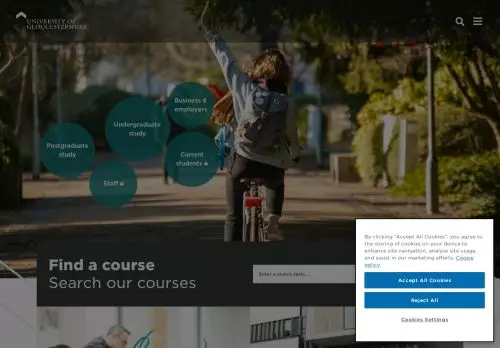 UNIVERSITY OF
GLOUCESTERSHIRE
Business &
employers
Undergraduate
study
Postgraduate
study
Current
students
Staff
Find a course
Search our courses
Enter a search term...
By clicking "Accept All Cookies", you agree to
the storing of cookies on your device to
enhance site navigation, analyse site usage,
and assist in our marketing efforts. Cookie
policy
Accept All Cookies
Reject All
Cookies Settings